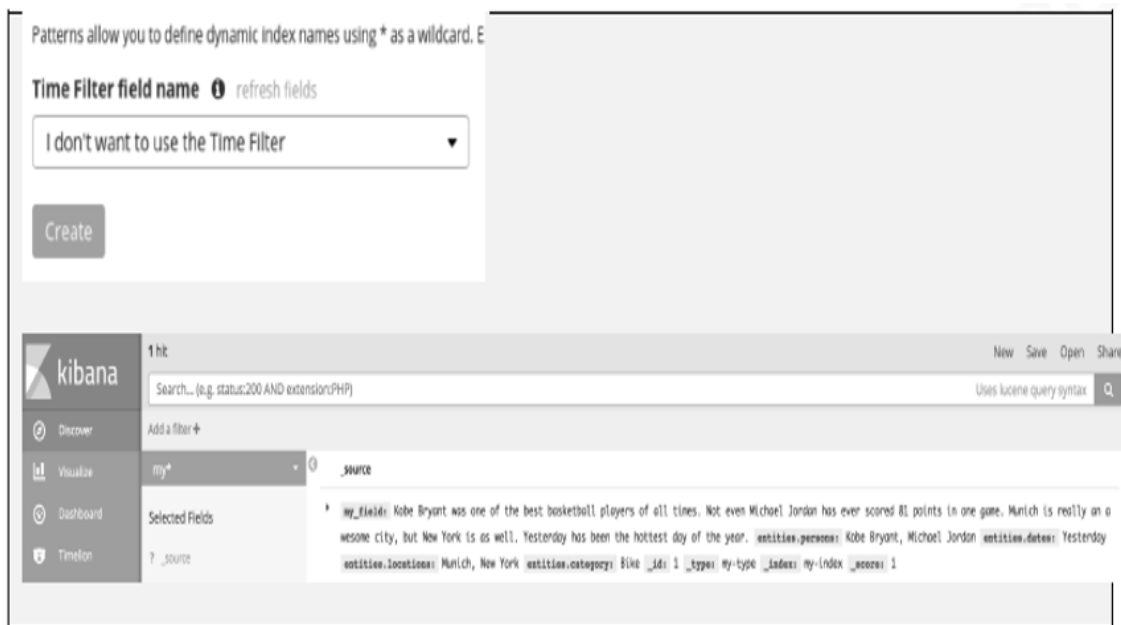 Patterns allow you to define dynamic index names using * as a wildcard. E
Time Filter field name refresh fields
I don't want to use the Time Filter
Create
kibana
1 hit
New Save Open Share
Search... (e.g. status:200 AND extension:PHP)
Uses lucene query syntax
Discover
Add a filter +
Visualize
my*
_source
Dashboard
Selected Fields
Timelion
? _source
my_field: Kobe Bryant was one of the best basketball players of all times. Not even Michael Jordan has ever scored 81 points in one game. Munich is really an a
wesome city, but New York is as well. Yesterday has been the hottest day of the year. entities.persons: Kobe Bryant, Michael Jordan entities.dates: Yesterday
entities.locations: Munich, New York entities.category: Bike _id: 1 _type: my-type _index: my-index _score: 1